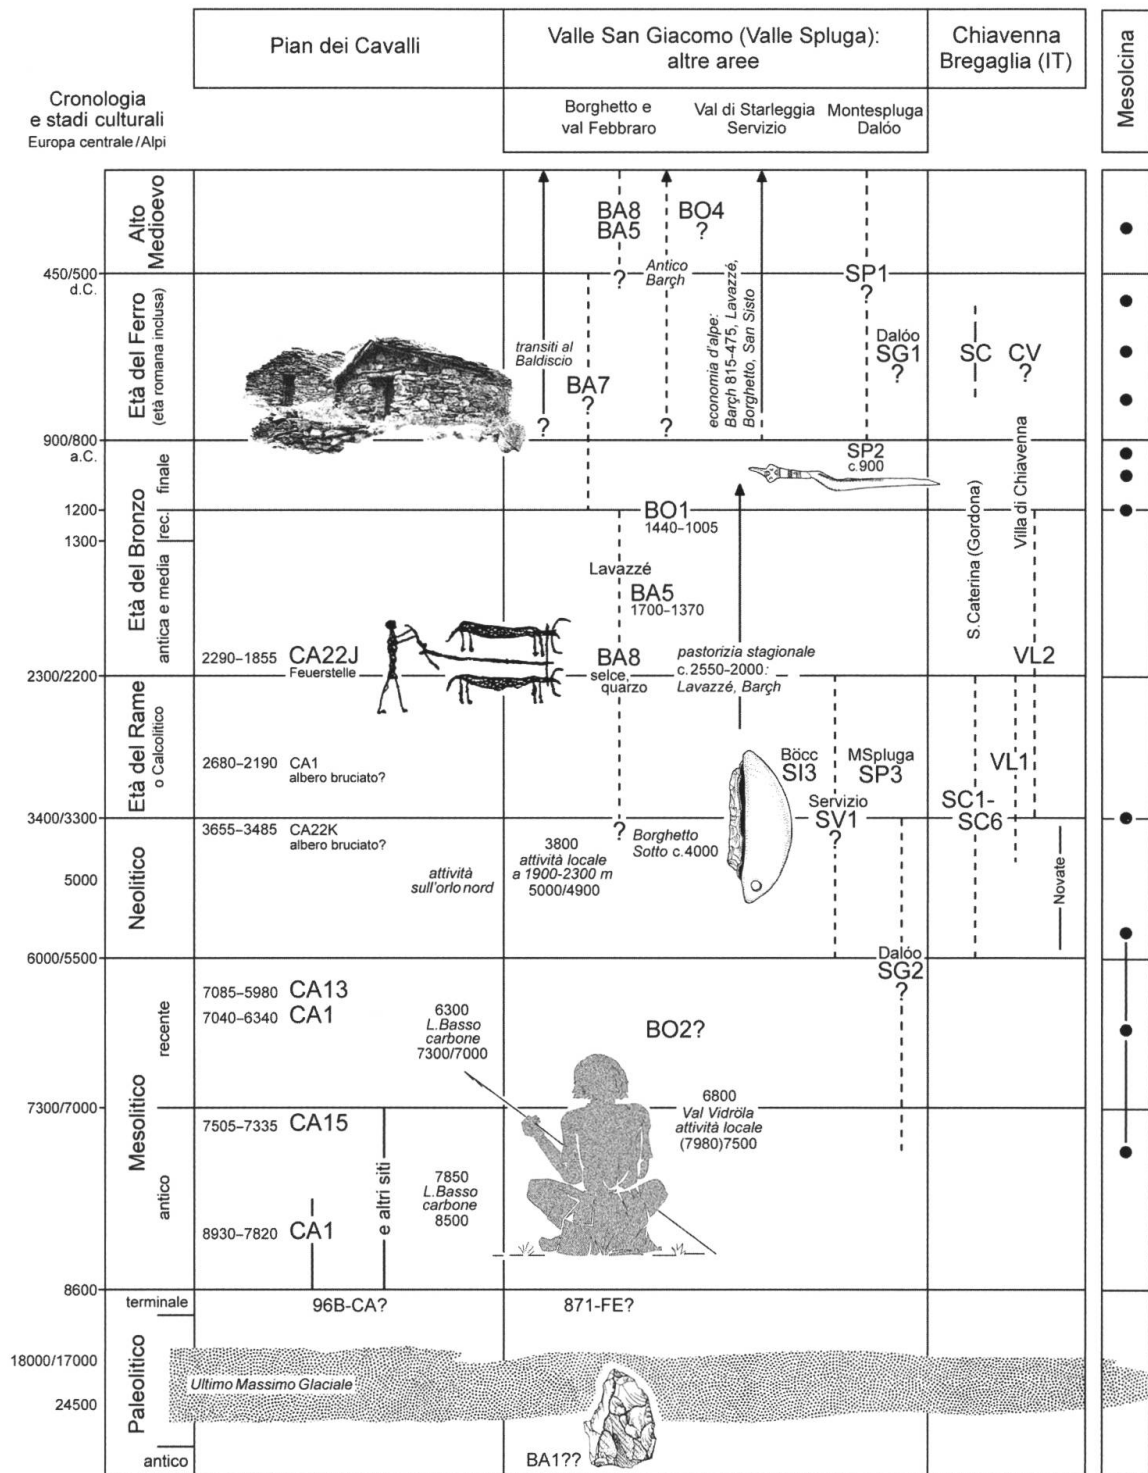 Pian dei Cavalli
Valle San Giacomo (Valle Spluga):
altre aree
Chiavenna
Bregaglia (IT)
Mesolcina
Cronologia
e stadi culturali
Europa centrale/Alpi
Borghetto e
val Febbraro
Val di Starleggia
Servizio
Montespluga
Dalóo
Alto
Medioevo
BA8
BA5
BO4
?
450/500
d.C.
?
Antico
Barçh
SP1
?
Età del Ferro
(età romana inclusa)
transiti al
Baldiscio
?
BA7
?
?
economia d'alpe:
Barçh 815-475, Lavazzé,
Borghetto, San Sisto
Dalóo
SG1
?
SC
CV
?
900/800
a.C.
Età del Bronzo
finale
SP2
c.900
S.Caterina (Gordona)
Villa di Chiavenna
1200
rec.
BO1
1440-1005
1300
antica e media
Lavazzé
BA5
1700-1370
2290-1855
CA22J
Feuerstelle
BA8
selce,
quarzo
pastorizia stagionale
c.2550-2000:
Lavazzé, Barçh
VL2
2300/2200
Età del Rame
o Calcolitico
2680-2190
CA1
albero bruciato?
Böcc
SI3
MSpluga
SP3
VL1
Servizio
SV1
?
SC1-
SC6
3400/3300
Neolitico
3655-3485
CA22K
albero bruciato?
?
Borghetto
Sotto c.4000
attività
sull'orlo nord
3800
attività locale
a 1900-2300 m
5000/4900
5000
Novate
6000/5500
Dalóo
SG2
?
Mesolitico
recente
7085-5980
CA13
7040-6340
CA1
6300
L.Basso
carbone
7300/7000
BO2?
7300/7000
7505-7335
CA15
6800
Val Vidröla
attività locale
(7980)7500
antico
e altri siti
7850
L.Basso
carbone
8500
8930-7820
CA1
8600
terminale
96B-CA?
871-FE?
Paleolitico
18000/17000
Ultimo Massimo Glaciale
24500
antico
BA1??